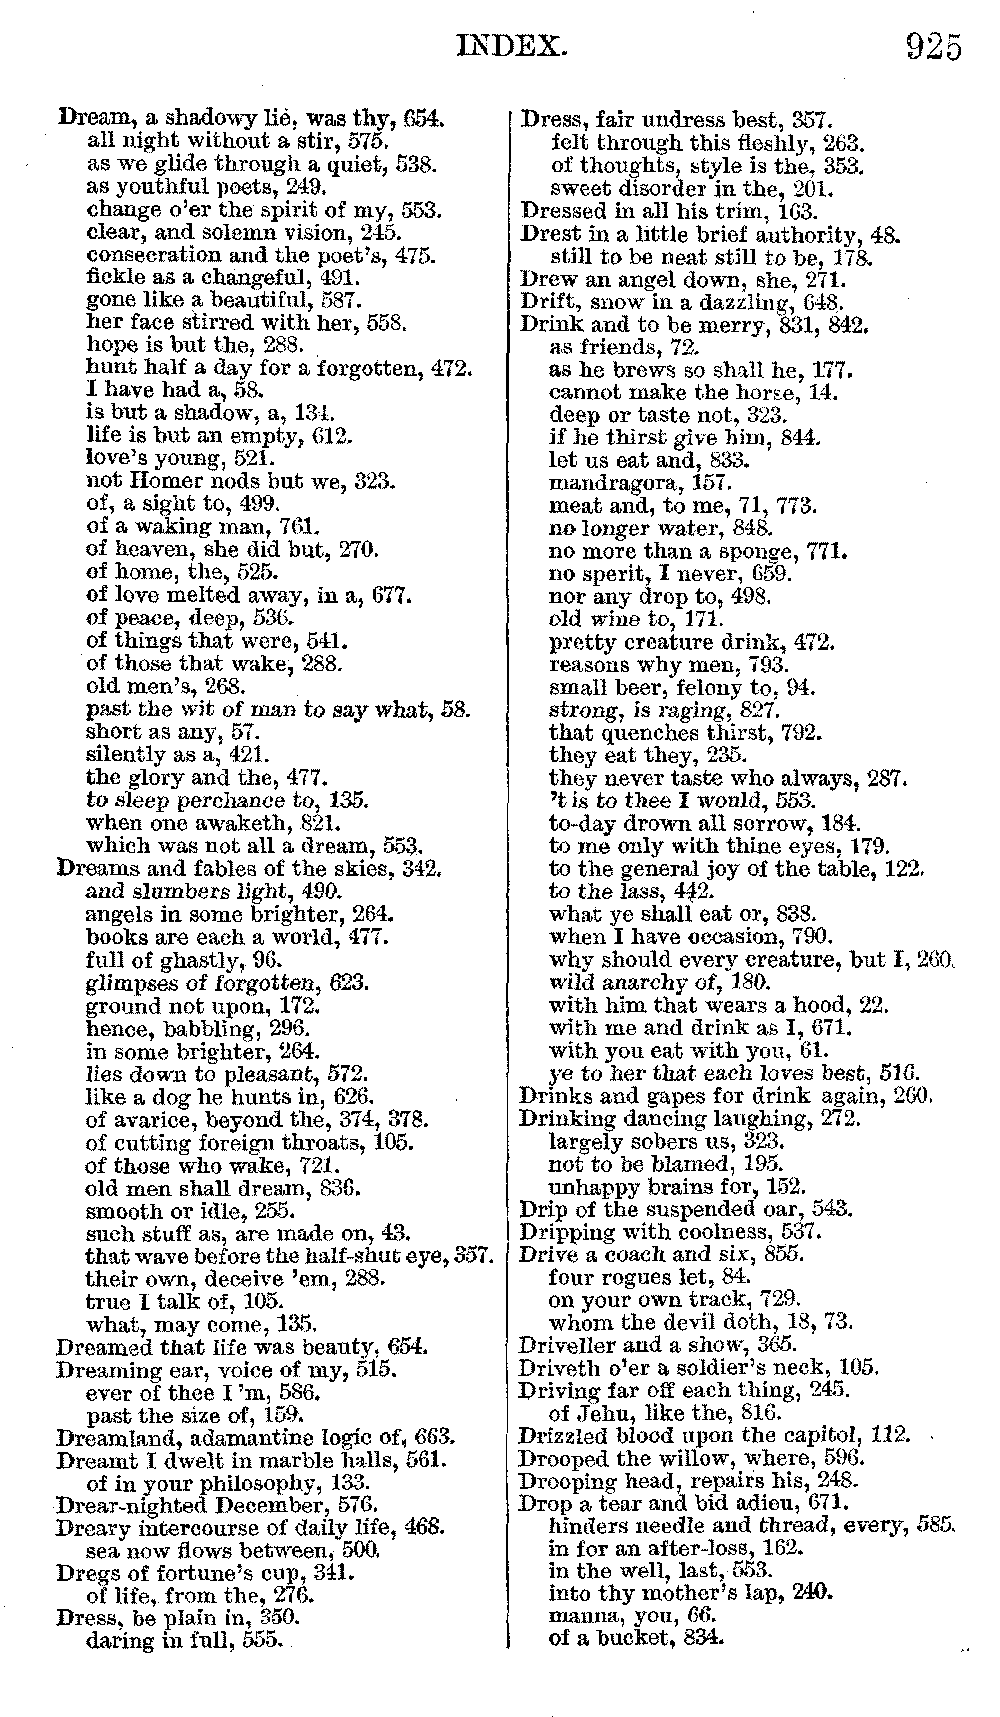 INDEX.
925
Dream, a shadowy lie, was thy, 654.
all night without a stir, 575.
as we glide through a quiet, 538.
as youthful poets, 249.
change o'er the spirit of my, 553.
clear, and solemn vision, 245.
consecration and the poet's, 475.
fickle as a changeful, 491.
gone like a beautiful, 587.
her face stirred with her, 558.
hope is but the, 288.
hunt half a day for a forgotten, 472.
I have had a, 58.
is but a shadow, a, 134.
life is but an empty, 612.
love's young, 521.
not Homer nods but we, 323.
of, a sight to, 499.
of a waking man, 761.
of heaven, she did but, 270.
of home, the, 525.
of love melted away, in a, 677.
of peace, deep, 536.
of things that were, 541.
of those that wake, 288.
old men's, 268.
past the wit of man to say what, 58.
short as any, 57.
silently as a, 421.
the glory and the, 477.
to sleep perchance to, 135.
when one awaketh, 821.
which was not all a dream, 553.
Dreams and fables of the skies, 342.
and slumbers light, 490.
angels in some brighter, 264.
books are each a world, 477.
full of ghastly, 96.
glimpses of forgotten, 623.
ground not upon, 172.
hence, babbling, 296.
in some brighter, 264.
lies down to pleasant, 572.
like a dog he hunts in, 626.
of avarice, beyond the, 374, 378.
of cutting foreign throats, 105.
of those who wake, 721.
old men shall dream, 836.
smooth or idle, 255.
such stuff as, are made on, 43.
that wave before the half-shut eye, 357.
their own, deceive 'em, 288.
true I talk of, 105.
what, may come, 135.
Dreamed that life was beauty, 654.
Dreaming ear, voice of my, 515.
ever of thee I 'm, 586.
past the size of, 159.
Dreamland, adamantine logic of, 663.
Dreamt I dwelt in marble halls, 561.
of in your philosophy, 133.
Drear-nighted December, 576.
Dreary intercourse of daily life, 468.
sea now flows between, 500.
Dregs of fortune's cup, 341.
of life, from the, 276.
Dress, be plain in, 350.
daring in full, 555.
Dress, fair undress best, 357.
felt through this fleshly, 263.
of thoughts, style is the, 353.
sweet disorder in the, 201.
Dressed in all his trim, 163.
Drest in a little brief authority, 48.
still to be neat still to be, 178.
Drew an angel down, she, 271.
Drift, snow in a dazzling, 648.
Drink and to be merry, 831, 842.
as friends, 72.
as he brews so shall he, 177.
cannot make the horse, 14.
deep or taste not, 323.
if he thirst give him, 844.
let us eat and, 833.
mandragora, 157.
meat and, to me, 71, 773.
no longer water, 848.
no more than a sponge, 771.
no sperit, I never, 659.
nor any drop to, 498.
old wine to, 171.
pretty creature drink, 472.
reasons why men, 793.
small beer, felony to, 94.
strong, is raging, 827.
that quenches thirst, 792.
they eat they, 235.
they never taste who always, 287.
't is to thee I would, 553.
to-day drown all sorrow, 184.
to me only with thine eyes, 179.
to the general joy of the table, 122.
to the lass, 442.
what ye shall eat or, 838.
when I have occasion, 790.
why should every creature, but I, 260.
wild anarchy of, 180.
with him that wears a hood, 22.
with me and drink as I, 671.
with you eat with you, 61.
ye to her that each loves best, 516.
Drinks and gapes for drink again, 260.
Drinking dancing laughing, 272.
largely sobers us, 323.
not to be blamed, 195.
unhappy brains for, 152.
Drip of the suspended oar, 543.
Dripping with coolness, 537.
Drive a coach and six, 855.
four rogues let, 84.
on your own track, 729.
whom the devil doth, 18, 73.
Driveller and a show, 365.
Driveth o'er a soldier's neck, 105.
Driving far off each thing, 245.
of Jehu, like the, 816.
Drizzled blood upon the capitol, 112.
Drooped the willow, where, 596.
Drooping head, repairs his, 248.
Drop a tear and bid adieu, 671.
hinders needle and thread, every, 585.
in for an after-loss, 162.
in the well, last, 553.
into thy mother's lap, 240.
manna, you, 66.
of a bucket, 834.